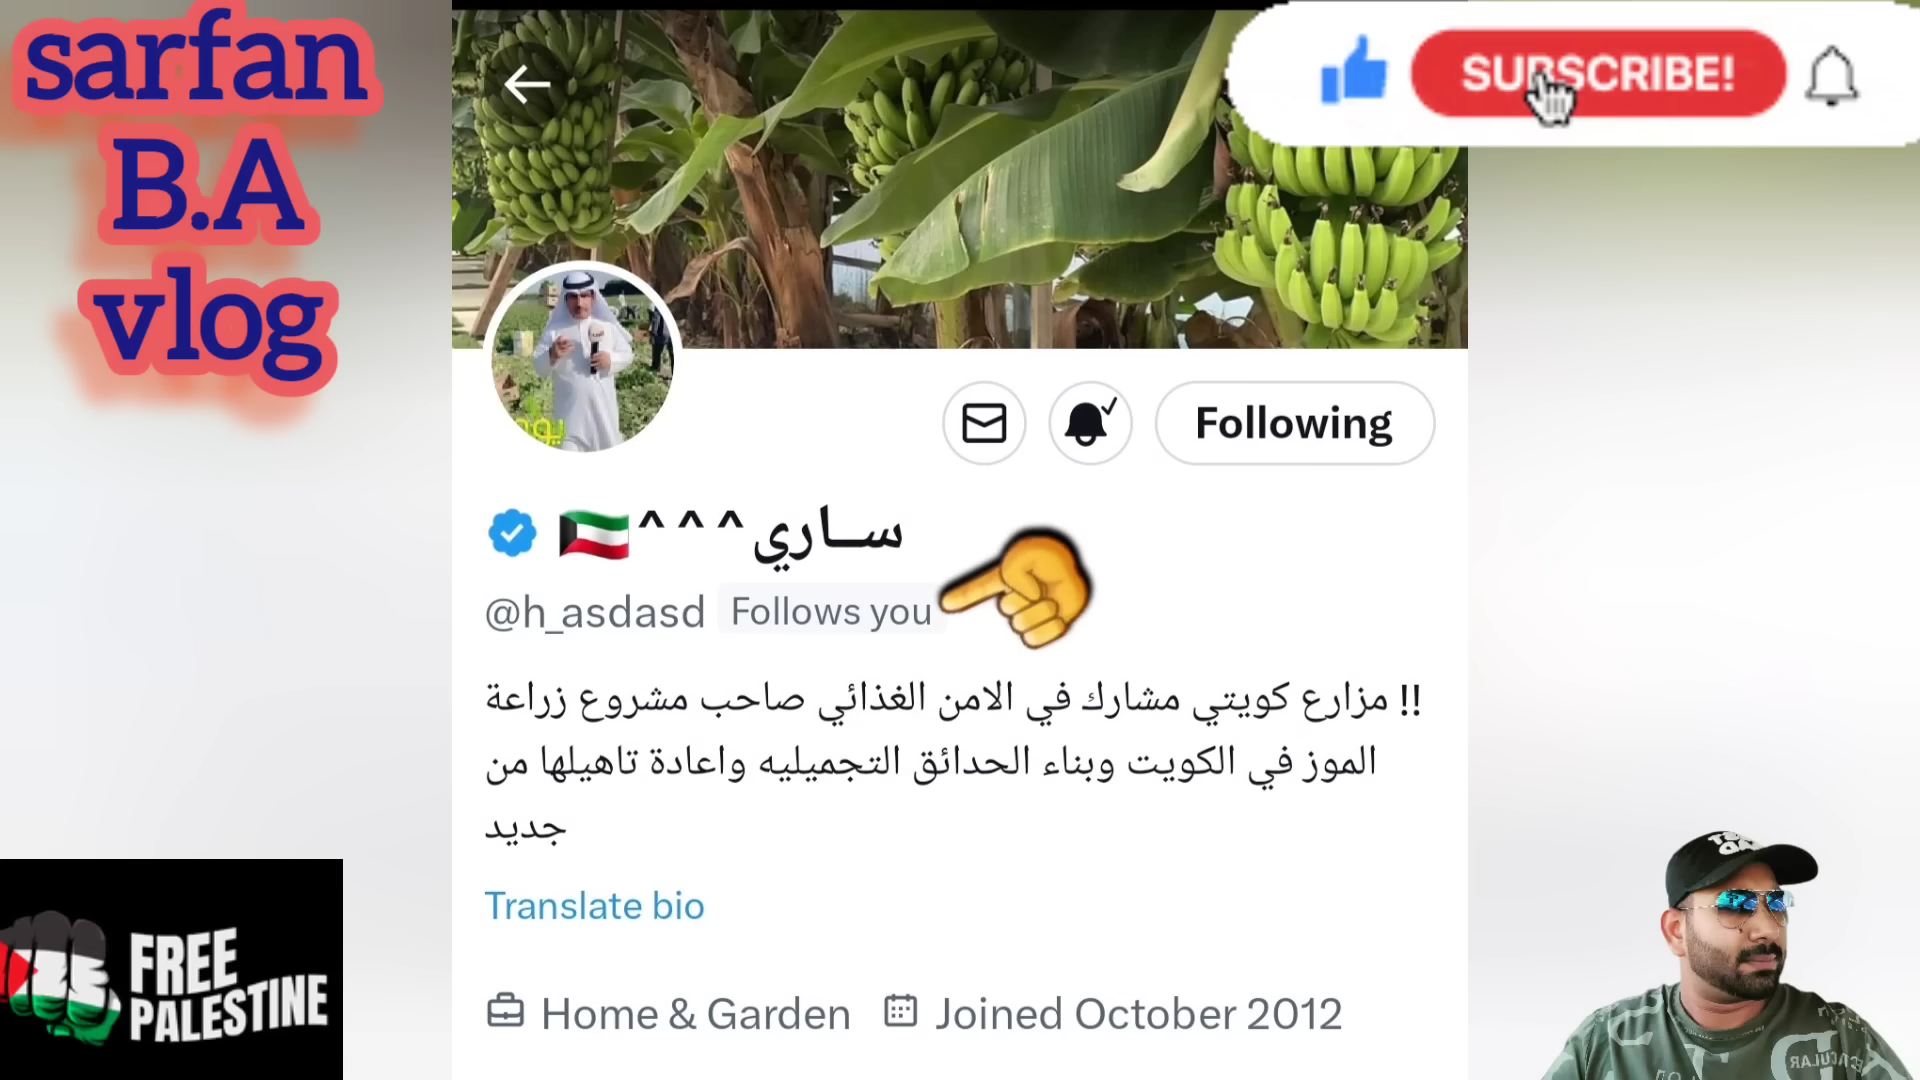 sarfan
B.A
vlog
SUBSCRIBE!
Following
ســاري^^^
@h_asdasd Follows you
!! مزارع كويتي مشارك في الامن الغذائي صاحب مشروع زراعة
الموز في الكويت وبناء الحدائق التجميليه واعادة تاهيلها من
جديد
Translate bio
Home & Garden Joined October 2012
FREE
PALESTINE